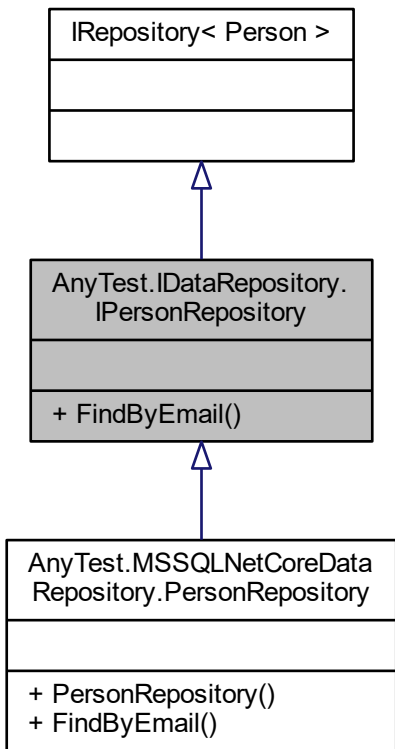 IRepository< Person >
AnyTest.IDataRepository.
IPersonRepository
+ FindByEmail()
AnyTest.MSSQLNetCoreData
Repository.PersonRepository
+ PersonRepository()
+ FindByEmail()